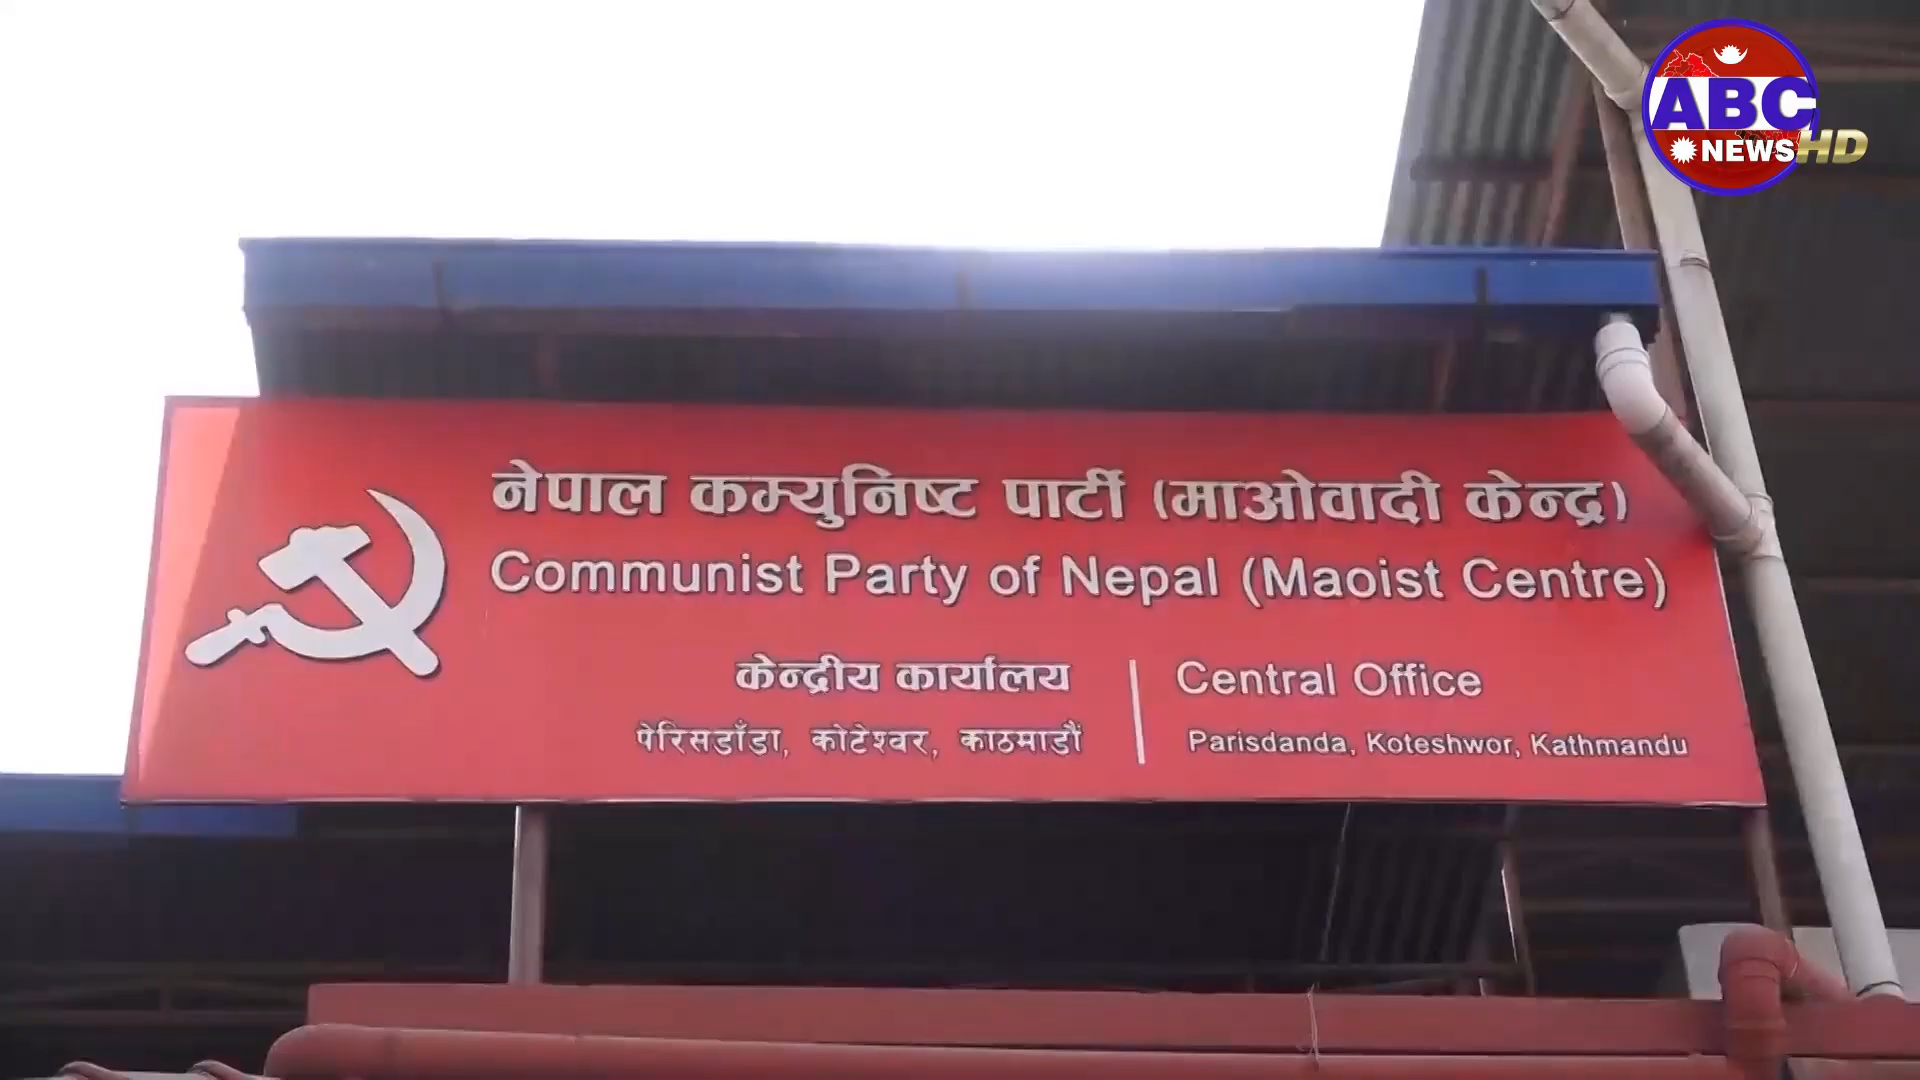 ABC
NEWS HD
नेपाल कम्युनिष्ट पार्टी (माओवादी केन्द्र)
Communist Party of Nepal (Maoist Centre)
केन्द्रीय कार्यालय
पेरिसडाँडा, कोटेश्वर, काठमाडौं
Central Office
Parisdanda, Koteshwor, Kathmandu